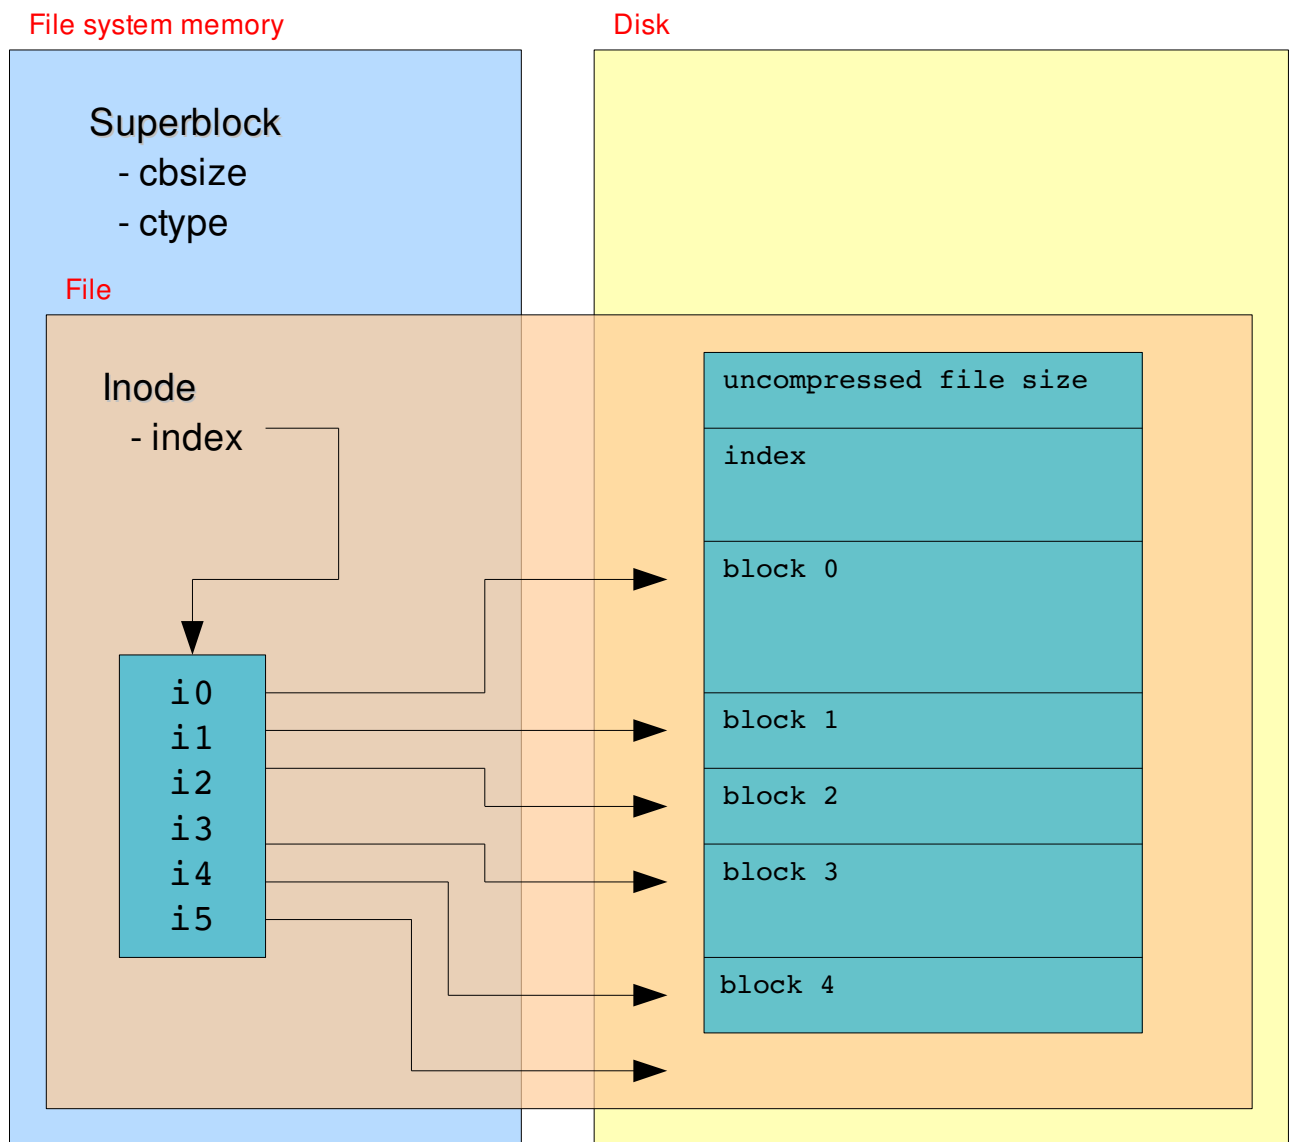 File system memory
Disk
Superblock
- cbsize
- ctype
File
Inode
- index
i0
i1
i2
i3
i4
i5
uncompressed file size
index
block 0
block 1
block 2
block 3
block 4